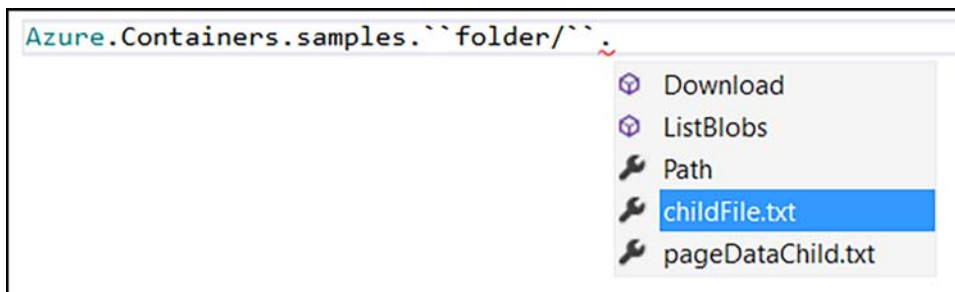 Azure.Containers.samples.``folder/``.
Download
ListBlobs
Path
childFile.txt
pageDataChild.txt